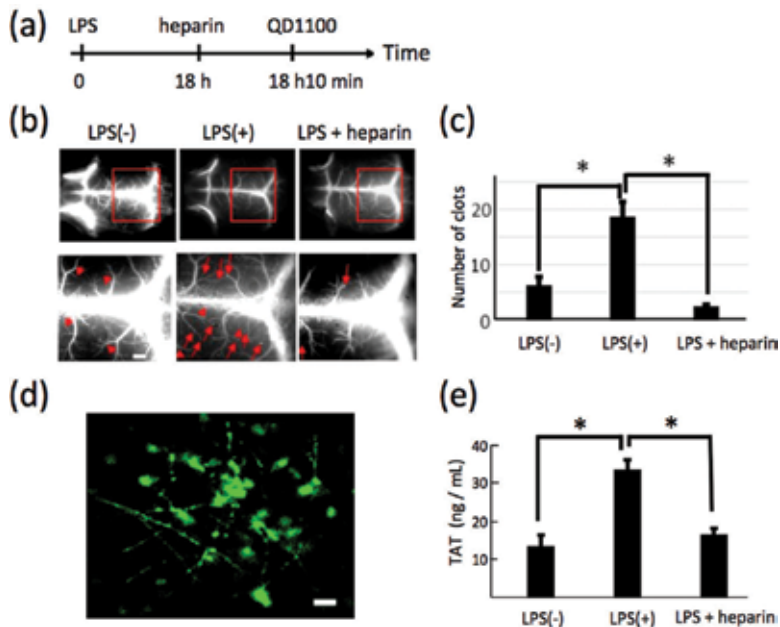 (a)
LPS heparin QD1100
Time
0 18 h 18 h10 min
(b)
LPS(-) LPS(+) LPS + heparin
(c)
*
*
Number of clots
20
10
0
LPS(-) LPS(+) LPS + heparin
(d)
(e)
*
*
TAT (ng / mL)
40
30
20
10
LPS(-) LPS(+) LPS + heparin